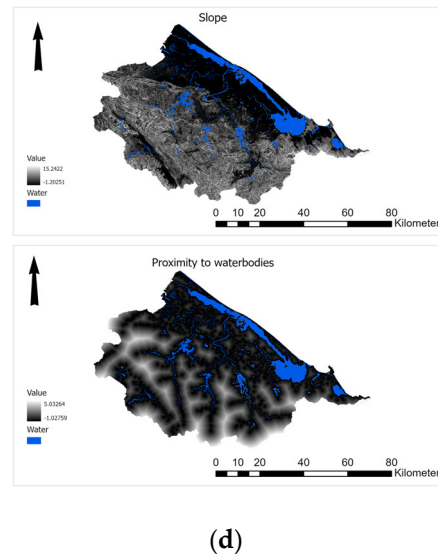 Slope
Value
15.2422
-1.20251
Water
0 10 20 40 60 80
Kilometer
Proximity to waterbodies
Value
5.03264
-1.02759
Water
0 10 20 40 60 80
Kilometer
(d)